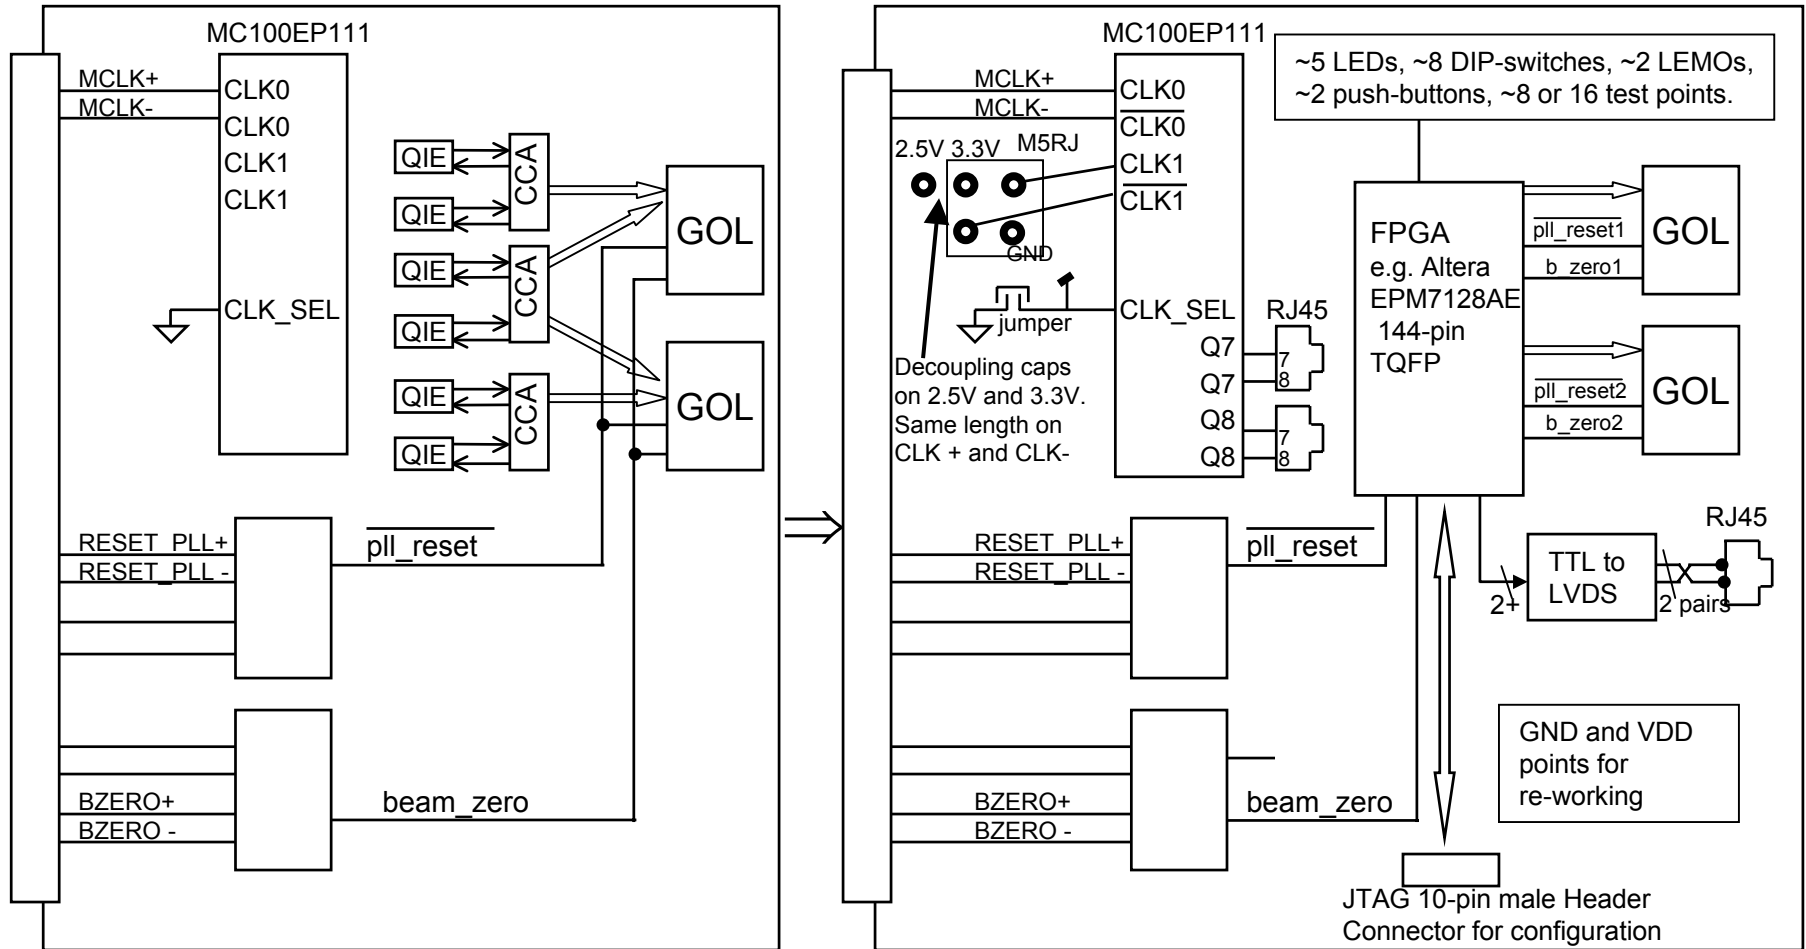 MC100EP111
MCLK+
MCLK-
CLK0
CLK0
CLK1
CLK1
CLK_SEL
QIE
QIE
QIE
QIE
QIE
QIE
CCA
CCA
CCA
GOL
GOL
RESET_PLL+
RESET_PLL -
pll_reset
BZERO+
BZERO -
beam_zero
MC100EP111
MCLK+
MCLK-
CLK0
CLK0
CLK1
CLK1
2.5V 3.3V M5RJ
GND
jumper
CLK_SEL
Decoupling caps
on 2.5V and 3.3V.
Same length on
CLK + and CLK-
Q7
Q7
Q8
Q8
RJ45
7
8
7
8
~5 LEDs, ~8 DIP-switches, ~2 LEMOs,
~2 push-buttons, ~8 or 16 test points.
FPGA
e.g. Altera
EPM7128AE
144-pin
TQFP
pll_reset1
b_zero1
GOL
pll_reset2
b_zero2
GOL
RESET_PLL+
RESET_PLL -
pll_reset
2+
TTL to
LVDS
2 pairs
RJ45
BZERO+
BZERO -
beam_zero
GND and VDD
points for
re-working
JTAG 10-pin male Header
Connector for configuration